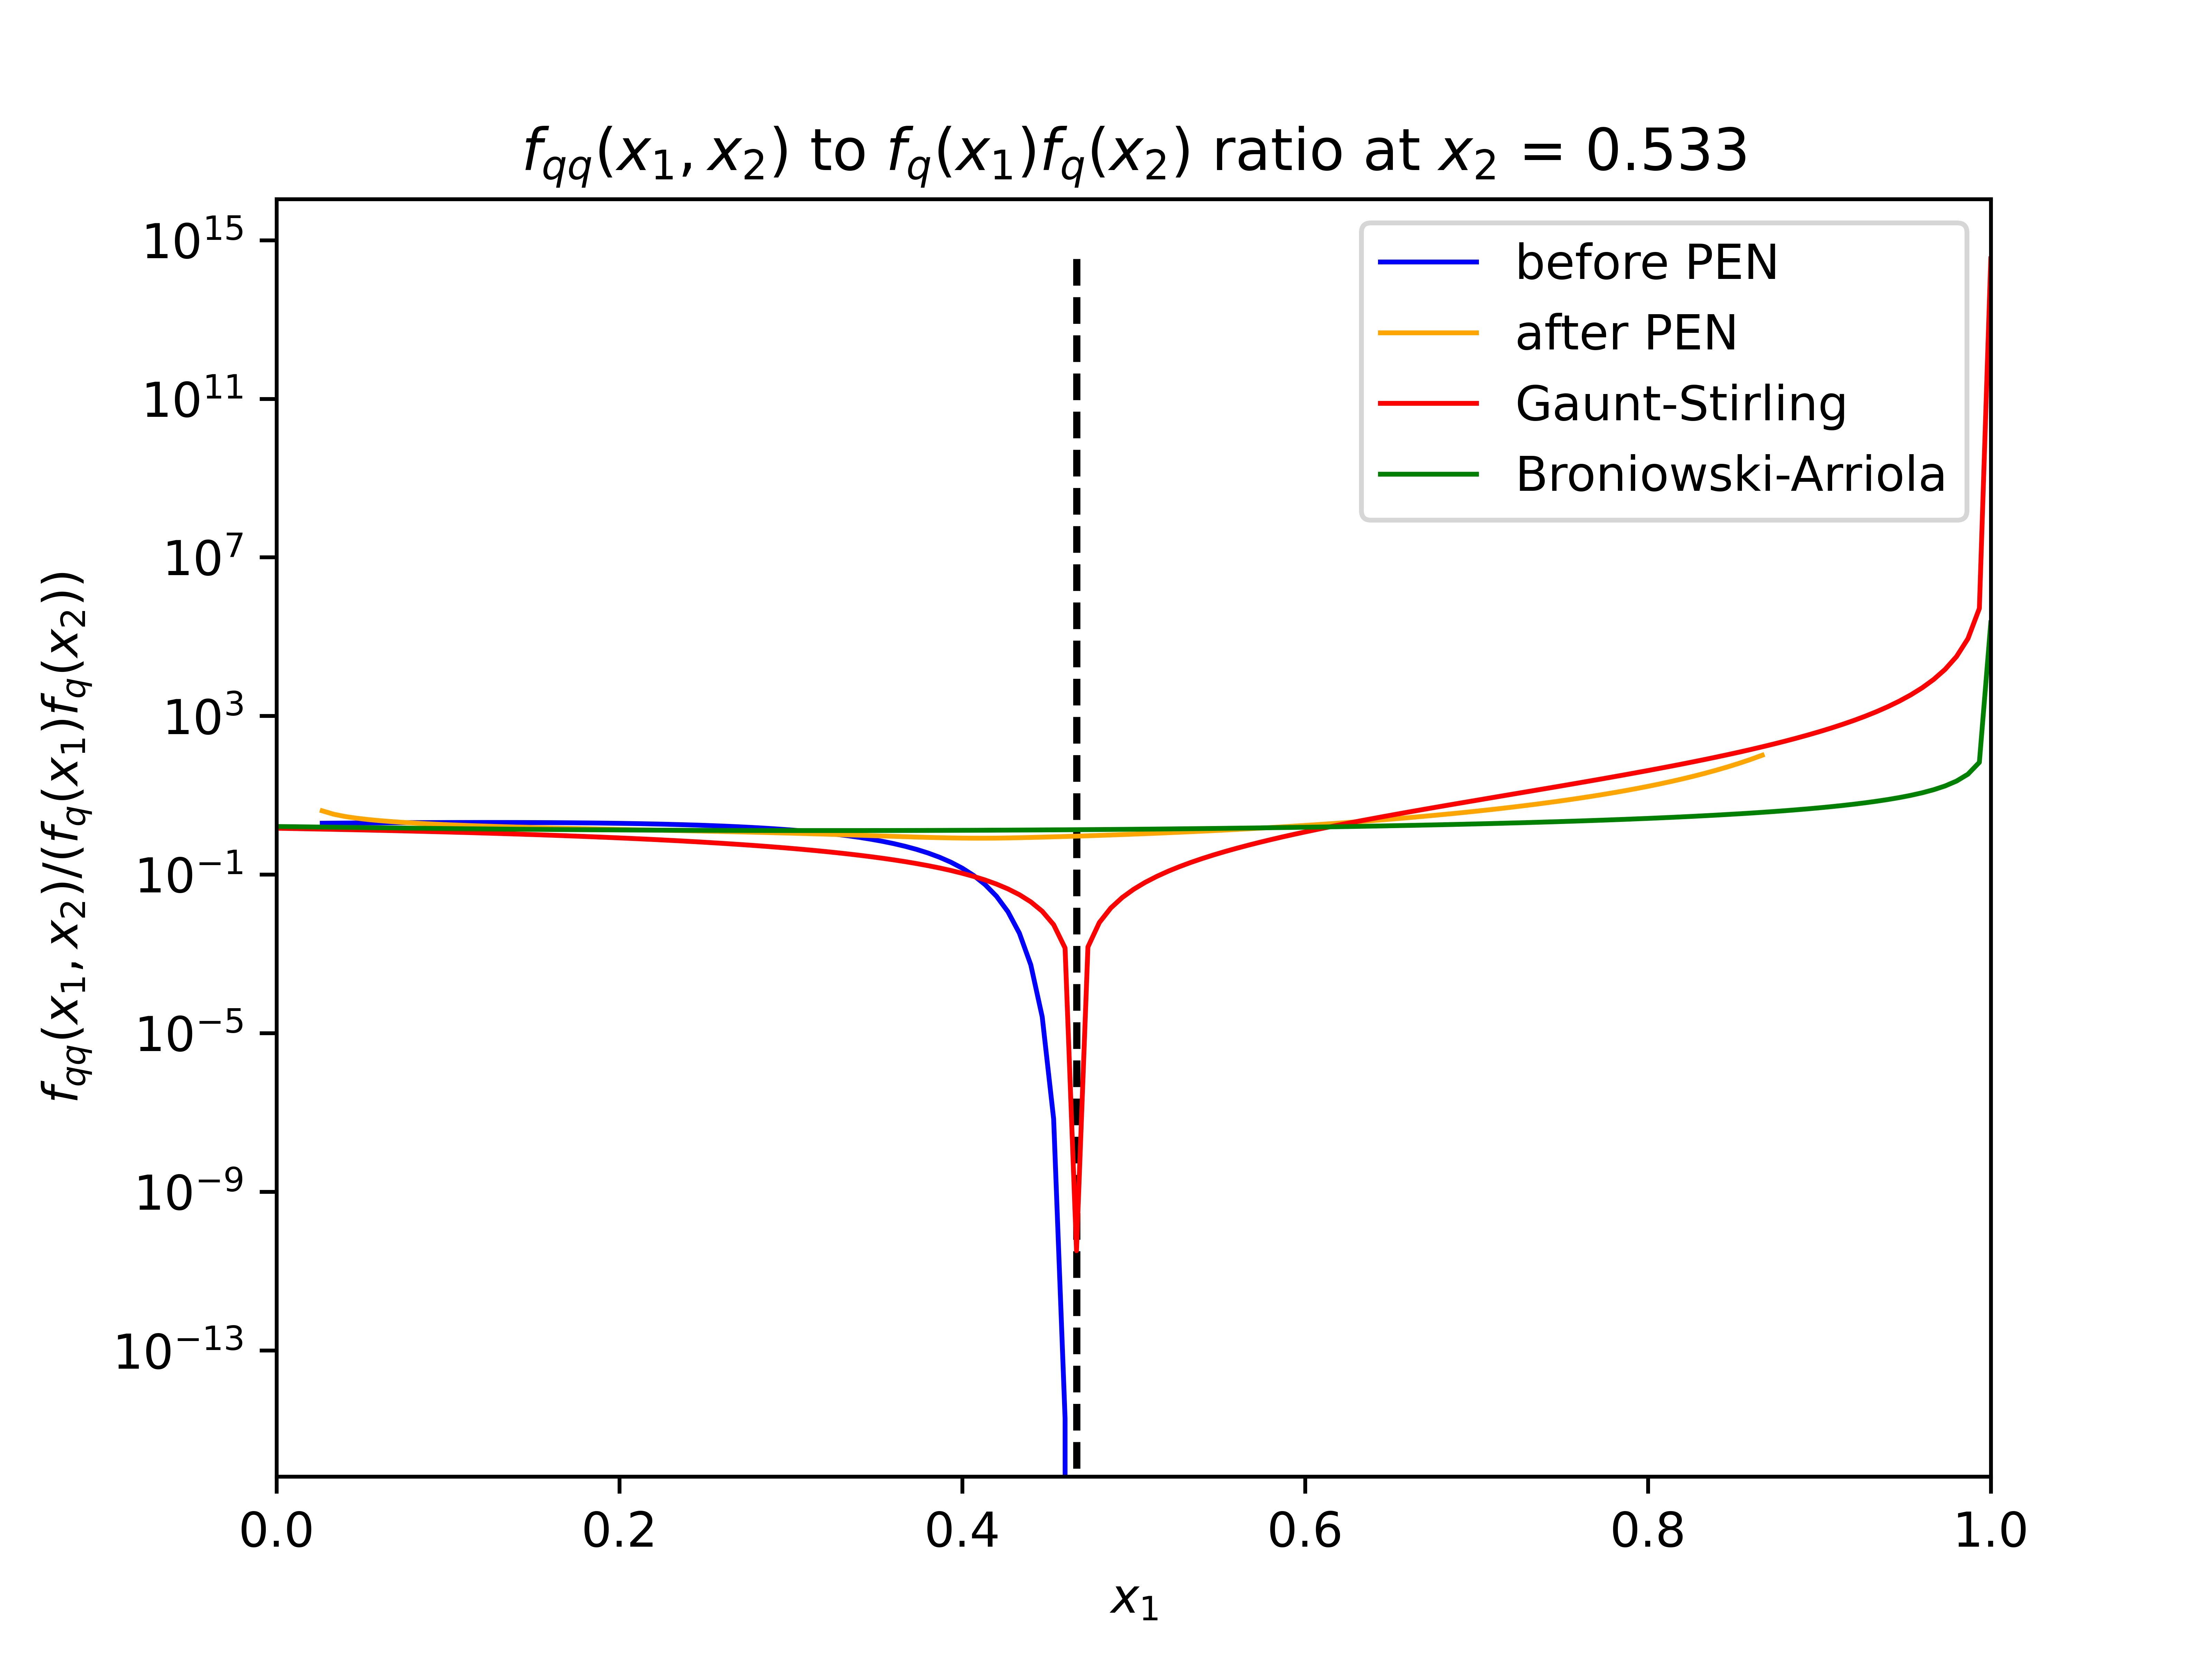 f_{qq}(x_1, x_2) to f_q(x_1)f_q(x_2) ratio at x_2 = 0.533
f_{qq}(x_1, x_2)/(f_q(x_1)f_q(x_2))
10^{15}
10^{11}
10^{7}
10^{3}
10^{-1}
10^{-5}
10^{-9}
10^{-13}
before PEN
after PEN
Gaunt-Stirling
Broniowski-Arriola
0.0 0.2 0.4 0.6 0.8 1.0
x_1